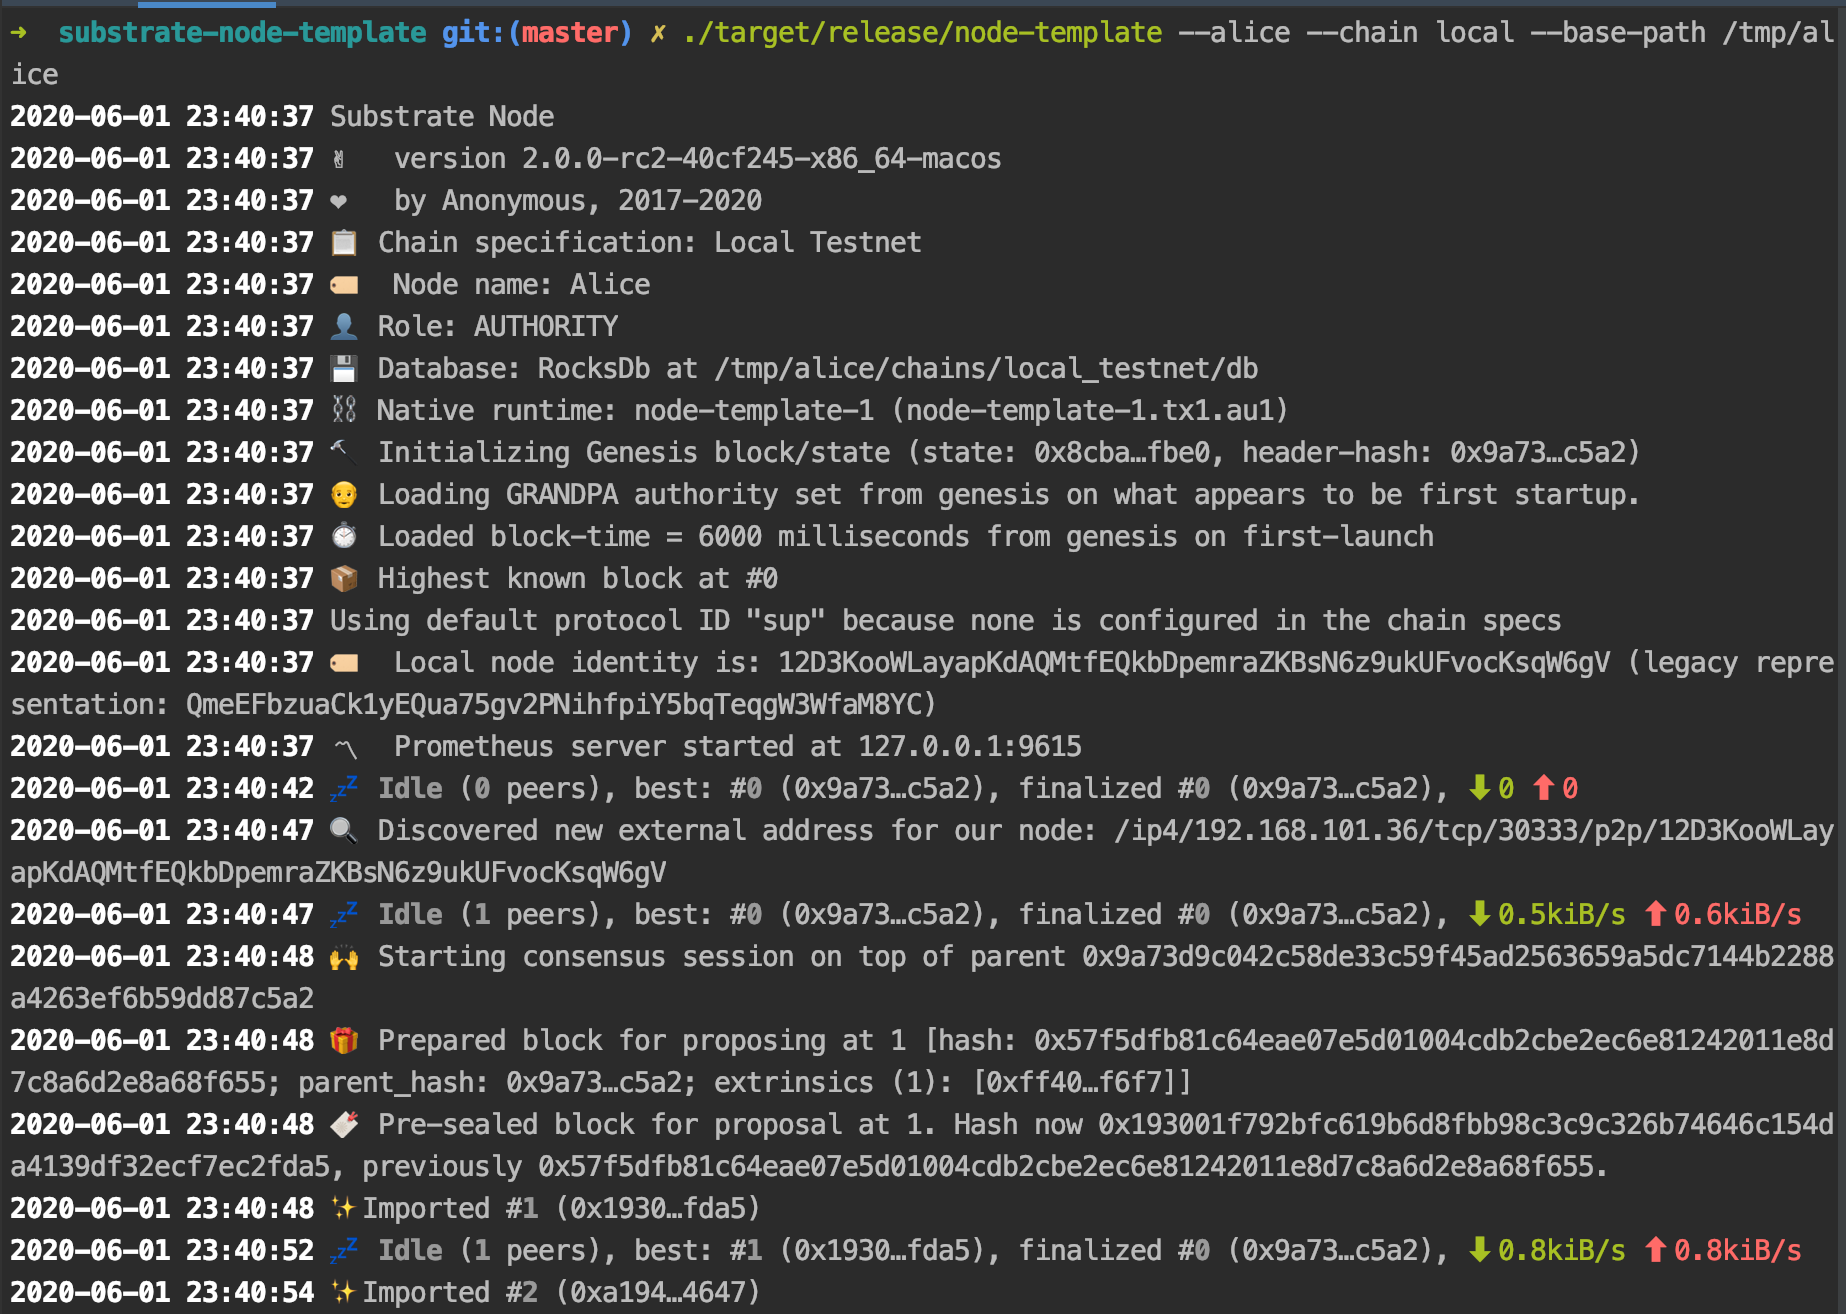 ➜  substrate-node-template git:(master) ✗ ./target/release/node-template --alice --chain local --base-path /tmp/al
ice
2020-06-01 23:40:37 Substrate Node
2020-06-01 23:40:37 ✌️  version 2.0.0-rc2-40cf245-x86_64-macos
2020-06-01 23:40:37 ❤️  by Anonymous, 2017-2020
2020-06-01 23:40:37 📋 Chain specification: Local Testnet
2020-06-01 23:40:37 🏷  Node name: Alice
2020-06-01 23:40:37 👤 Role: AUTHORITY
2020-06-01 23:40:37 💾 Database: RocksDb at /tmp/alice/chains/local_testnet/db
2020-06-01 23:40:37 ⛓ Native runtime: node-template-1 (node-template-1.tx1.au1)
2020-06-01 23:40:37 🔨 Initializing Genesis block/state (state: 0x8cba…fbe0, header-hash: 0x9a73…c5a2)
2020-06-01 23:40:37 👴 Loading GRANDPA authority set from genesis on what appears to be first startup.
2020-06-01 23:40:37 ⏱ Loaded block-time = 6000 milliseconds from genesis on first-launch
2020-06-01 23:40:37 📦 Highest known block at #0
2020-06-01 23:40:37 Using default protocol ID "sup" because none is configured in the chain specs
2020-06-01 23:40:37 🏷  Local node identity is: 12D3KooWLayapKdAQMtfEQkbDpemraZKBsN6z9ukUFvocKsqW6gV (legacy repre
sentation: QmeEFbzuaCk1yEQua75gv2PNihfpiY5bqTeqgW3WfaM8YC)
2020-06-01 23:40:37 〽️  Prometheus server started at 127.0.0.1:9615
2020-06-01 23:40:42 💤 Idle (0 peers), best: #0 (0x9a73…c5a2), finalized #0 (0x9a73…c5a2), ⬇ 0 ⬆ 0
2020-06-01 23:40:47 🔍 Discovered new external address for our node: /ip4/192.168.101.36/tcp/30333/p2p/12D3KooWLay
apKdAQMtfEQkbDpemraZKBsN6z9ukUFvocKsqW6gV
2020-06-01 23:40:47 💤 Idle (1 peers), best: #0 (0x9a73…c5a2), finalized #0 (0x9a73…c5a2), ⬇ 0.5kiB/s ⬆ 0.6kiB/s
2020-06-01 23:40:48 🙌 Starting consensus session on top of parent 0x9a73d9c042c58de33c59f45ad2563659a5dc7144b2288
a4263ef6b59dd87c5a2
2020-06-01 23:40:48 🎁 Prepared block for proposing at 1 [hash: 0x57f5dfb81c64eae07e5d01004cdb2cbe2ec6e81242011e8d
7c8a6d2e8a68f655; parent_hash: 0x9a73…c5a2; extrinsics (1): [0xff40…f6f7]]
2020-06-01 23:40:48 🔖 Pre-sealed block for proposal at 1. Hash now 0x193001f792bfc619b6d8fbb98c3c9c326b74646c154d
a4139df32ecf7ec2fda5, previously 0x57f5dfb81c64eae07e5d01004cdb2cbe2ec6e81242011e8d7c8a6d2e8a68f655.
2020-06-01 23:40:48 ✨ Imported #1 (0x1930…fda5)
2020-06-01 23:40:52 💤 Idle (1 peers), best: #1 (0x1930…fda5), finalized #0 (0x9a73…c5a2), ⬇ 0.8kiB/s ⬆ 0.8kiB/s
2020-06-01 23:40:54 ✨ Imported #2 (0xa194…4647)